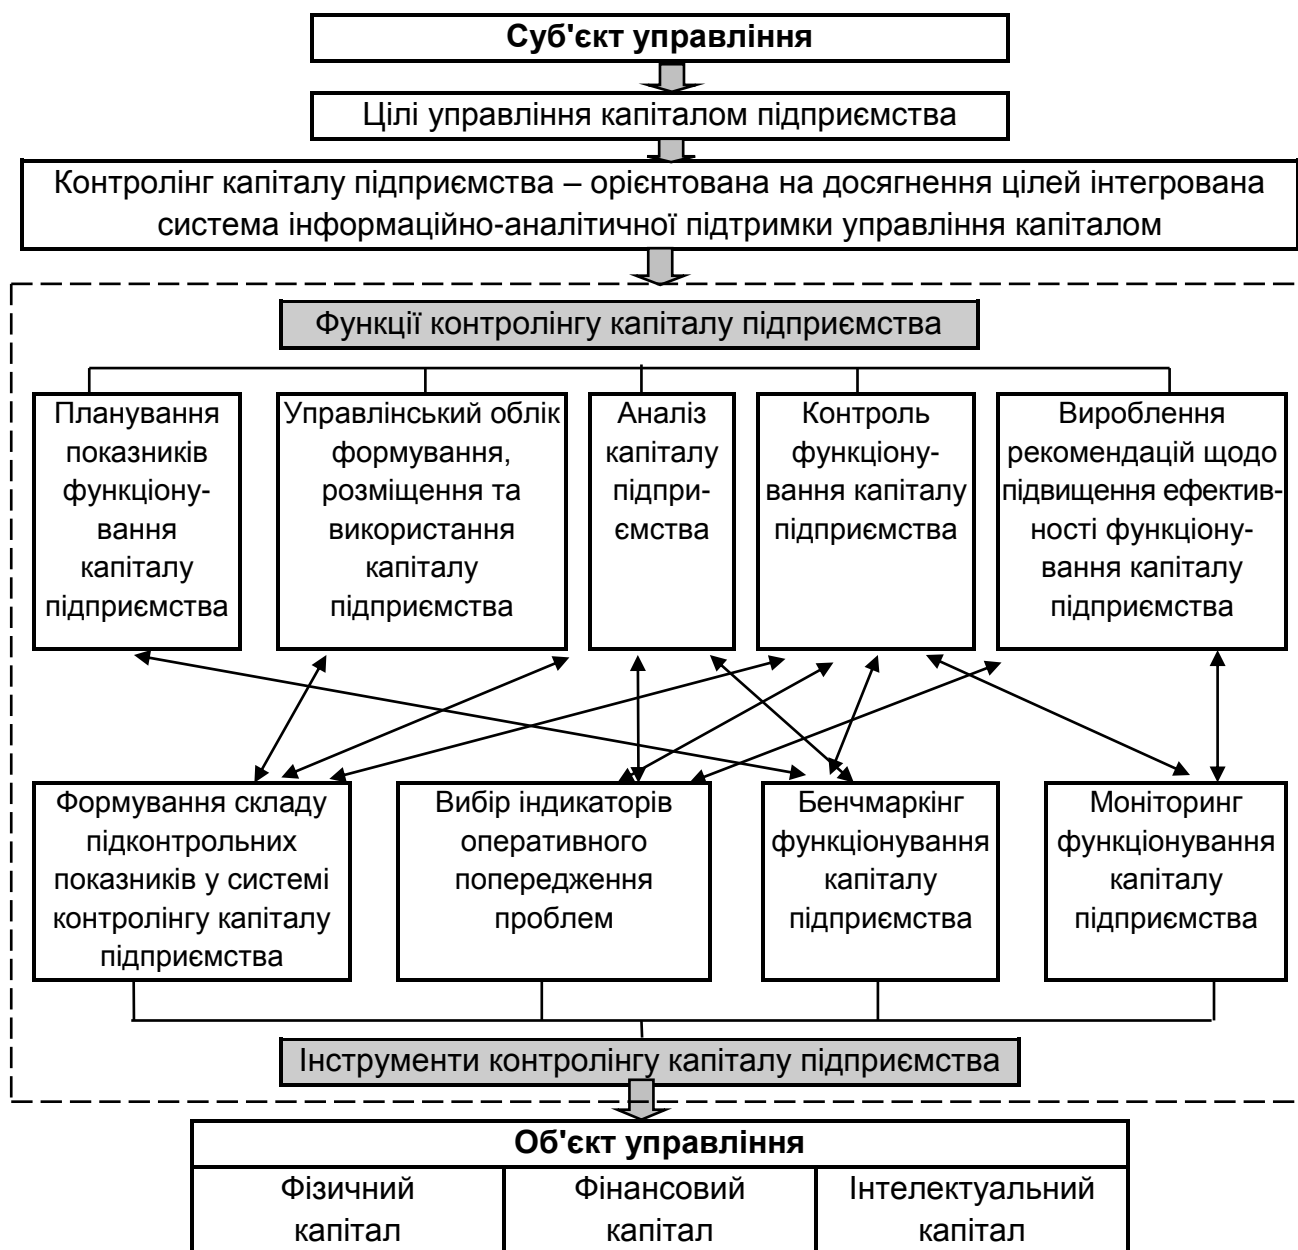 Суб'єкт управління
Цілі управління капіталом підприємства
Контролінг капіталу підприємства – орієнтована на досягнення цілей інтегрована
система інформаційно-аналітичної підтримки управління капіталом
Функції контролінгу капіталу підприємства
Планування
показників
функціону-
вання
капіталу
підприємства
Управлінський облік
формування,
розміщення та
використання
капіталу
підприємства
Аналіз
капіталу
підпри-
ємства
Контроль
функціону-
вання капіталу
підприємства
Вироблення
рекомендацій щодо
підвищення ефектив-
ності функціону-
вання капіталу
підприємства
Формування складу
підконтрольних
показників у системі
контролінгу капіталу
підприємства
Вибір індикаторів
оперативного
попередження
проблем
Бенчмаркінг
функціонування
капіталу
підприємства
Моніторинг
функціонування
капіталу
підприємства
Інструменти контролінгу капіталу підприємства
Об'єкт управління
Фізичний
капітал
Фінансовий
капітал
Інтелектуальний
капітал